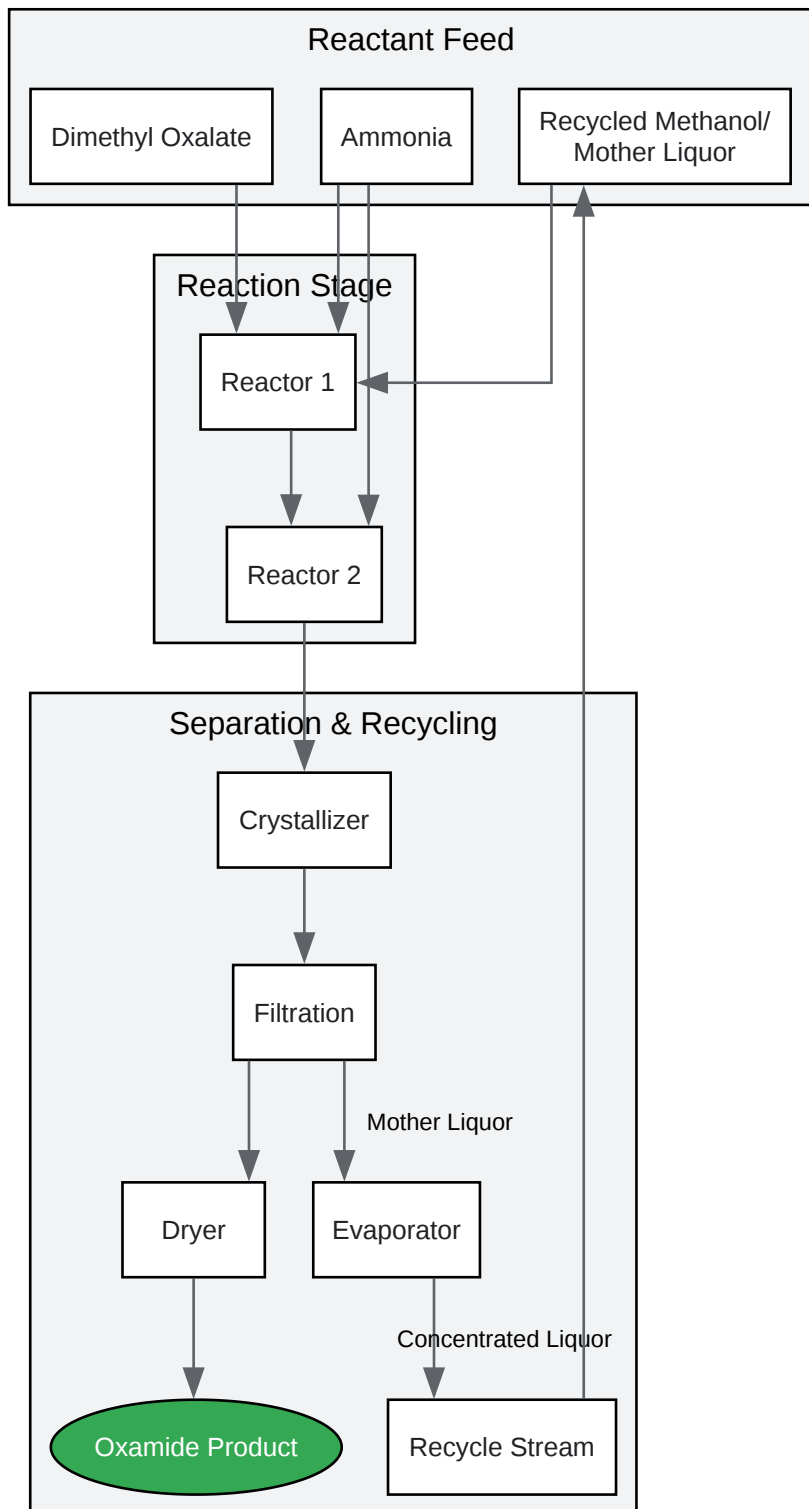 Reactant Feed
Dimethyl Oxalate
Ammonia
Recycled Methanol/
Mother Liquor
Reaction Stage
Reactor 1
Reactor 2
Separation & Recycling
Crystallizer
Filtration
Mother Liquor
Dryer
Evaporator
Concentrated Liquor
Oxamide Product
Recycle Stream